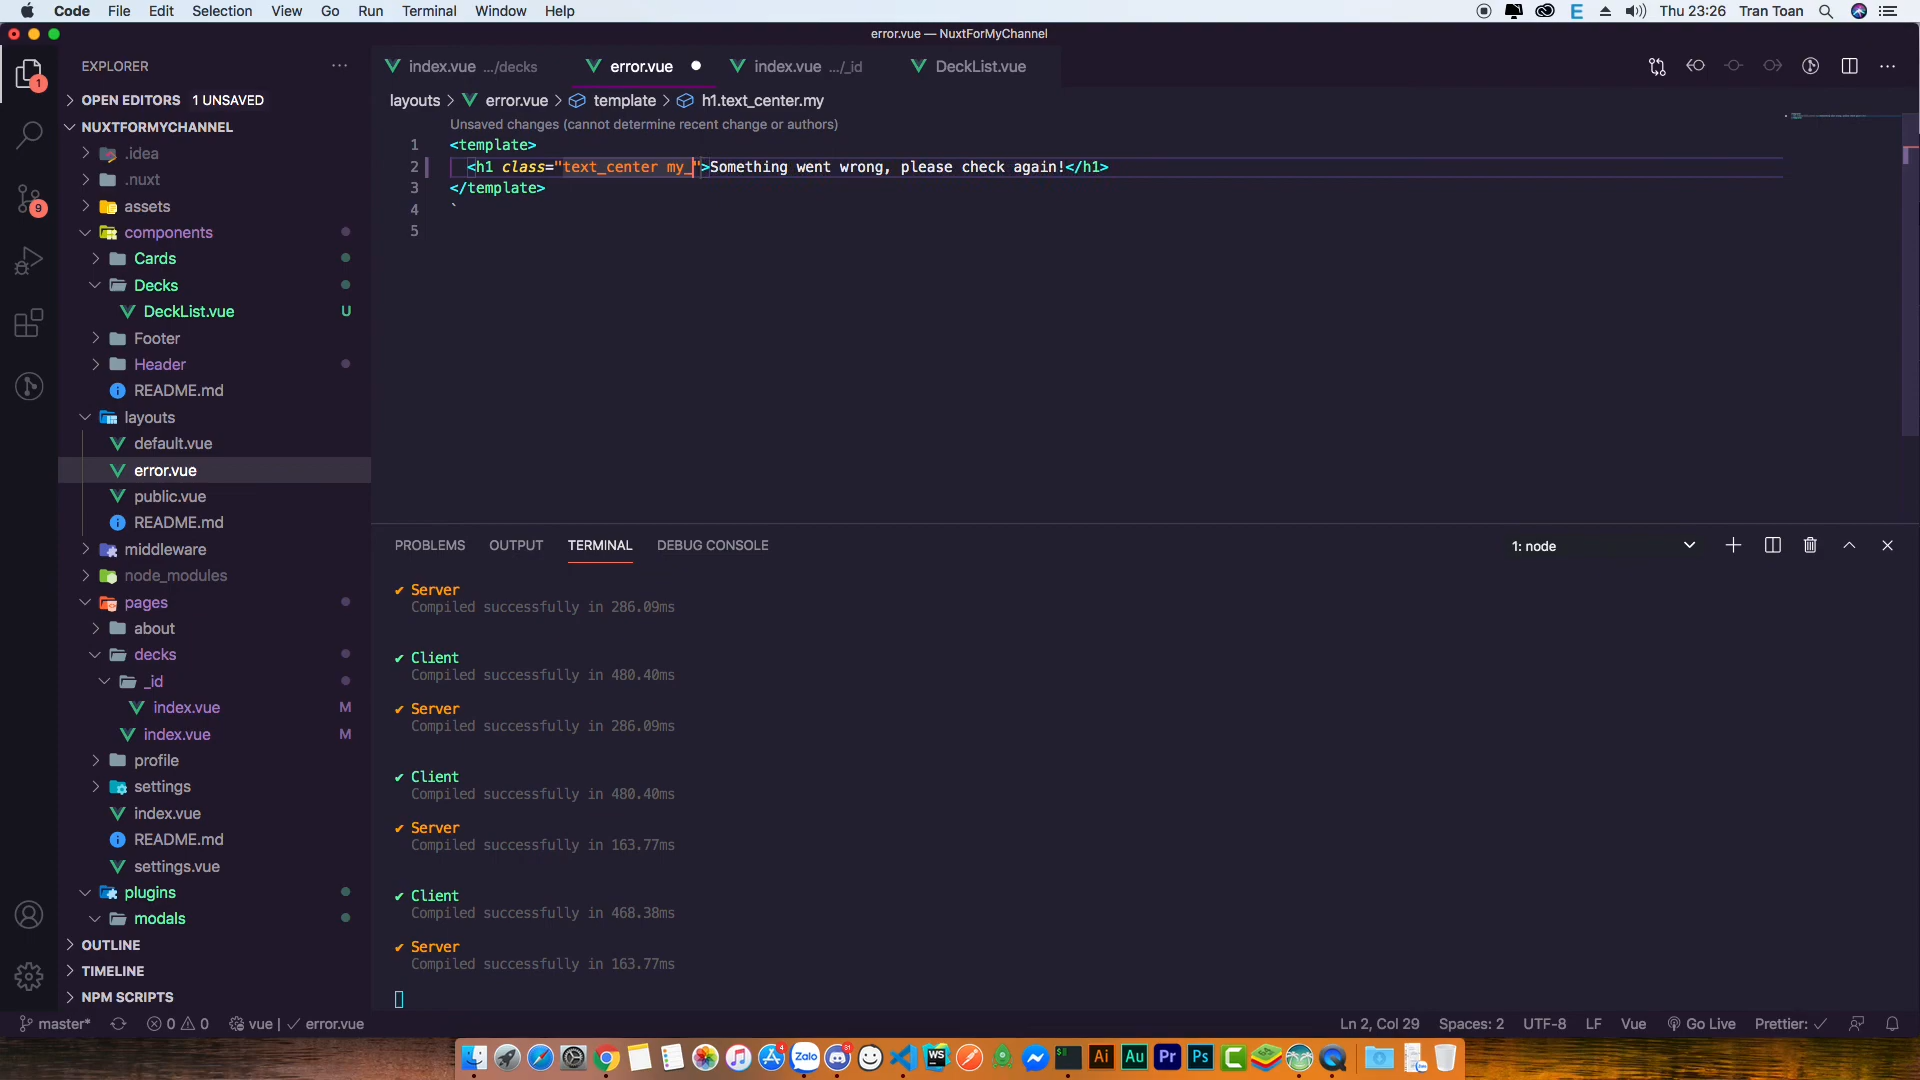 Code File Edit Selection View Go Run Terminal Window Help
Thu 23:26 Tran Toan
error.vue — NuxtForMyChannel
EXPLORER
1
9
OPEN EDITORS 1 UNSAVED
NUXTFORMYCHANNEL
.idea
.nuxt
assets
components
Cards
Decks
DeckList.vue U
Footer
Header
README.md
layouts
default.vue
error.vue
public.vue
README.md
middleware
node_modules
pages
about
decks
_id
index.vue M
index.vue M
profile
settings
index.vue
README.md
settings.vue
plugins
modals
OUTLINE
TIMELINE
NPM SCRIPTS
index.vue .../decks error.vue index.vue .../_id DeckList.vue
layouts > error.vue > template > h1.text_center.my
Unsaved changes (cannot determine recent change or authors)
1 <template>
2 <h1 class="text_center my_">Something went wrong, please check again!</h1>
3 </template>
4 `
5
PROBLEMS OUTPUT TERMINAL DEBUG CONSOLE 1: node
✔ Server
Compiled successfully in 286.09ms
✔ Client
Compiled successfully in 480.40ms
✔ Server
Compiled successfully in 286.09ms
✔ Client
Compiled successfully in 480.40ms
✔ Server
Compiled successfully in 163.77ms
✔ Client
Compiled successfully in 468.38ms
✔ Server
Compiled successfully in 163.77ms
master* 0 0 vue | ✓ error.vue Ln 2, Col 29 Spaces: 2 UTF-8 LF Vue Go Live Prettier: ✓
Zalo WS Ai Au Pr Ps C